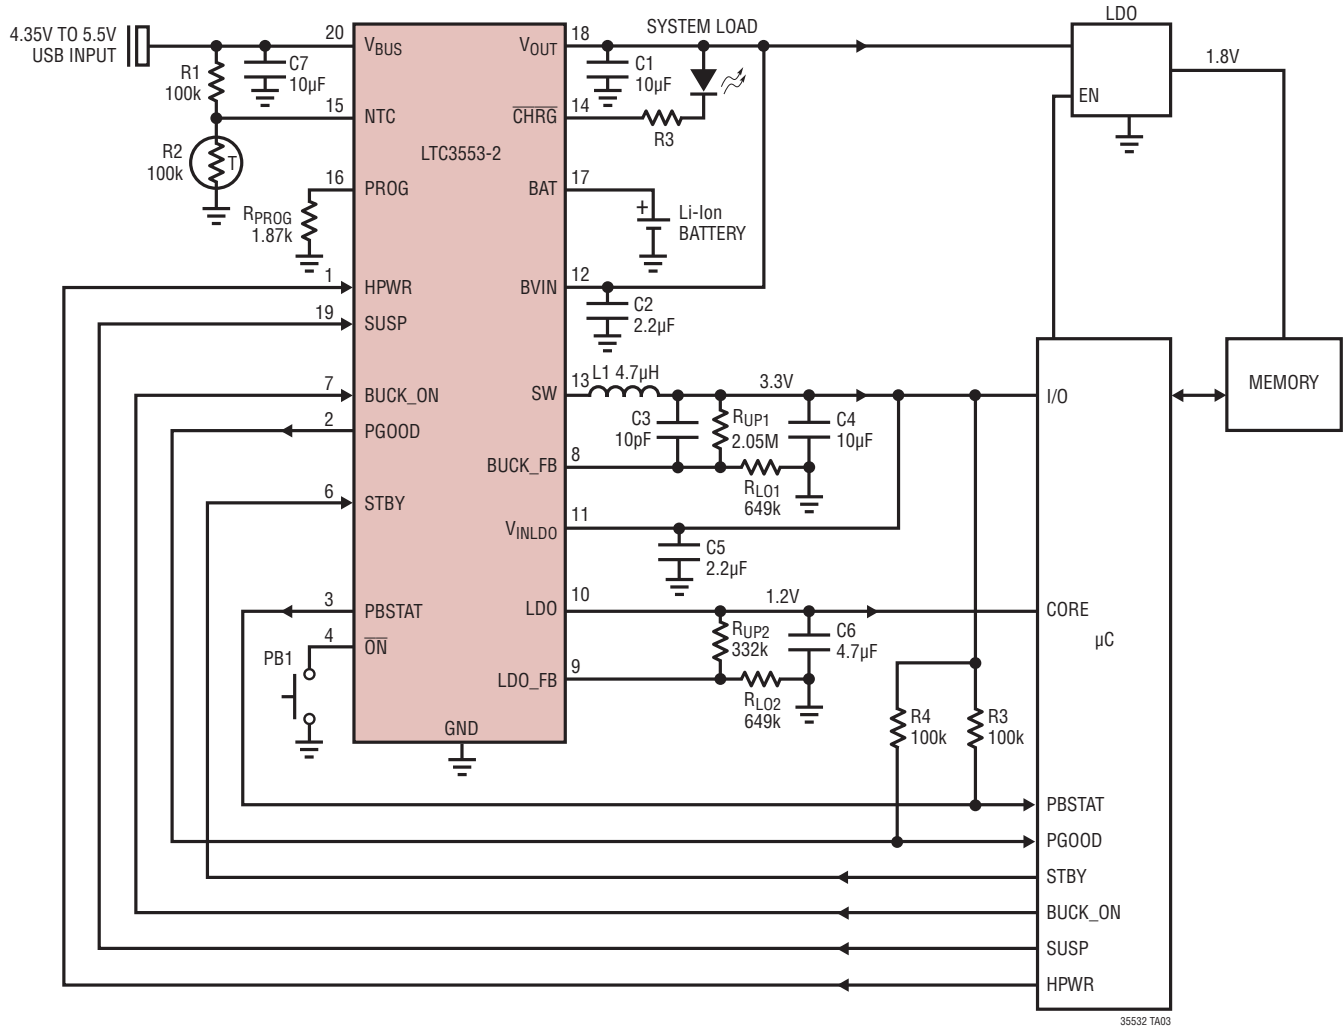 LDO
4.35V TO 5.5V
USB INPUT
20
VBUS
VOUT
18
SYSTEM LOAD
1.8V
R1
100k
C7
10µF
C1
10µF
EN
15
NTC
CHRG
14
R3
LTC3553-2
R2
100k
T
16
PROG
BAT
17
RPROG
1.87k
+
Li-Ion
BATTERY
1
HPWR
BVIN
12
C2
2.2µF
19
SUSP
7
BUCK_ON
SW
13
L1 4.7µH
3.3V
I/O
MEMORY
2
PGOOD
C3
10pF
RUP1
2.05M
C4
10µF
BUCK_FB
8
RLO1
649k
6
STBY
VINLDO
11
C5
2.2µF
3
PBSTAT
LDO
10
1.2V
CORE
µC
4
ON
PB1
RUP2
332k
C6
4.7µF
LDO_FB
9
RLO2
649k
GND
R4
100k
R3
100k
PBSTAT
PGOOD
STBY
BUCK_ON
SUSP
HPWR
35532 TA03